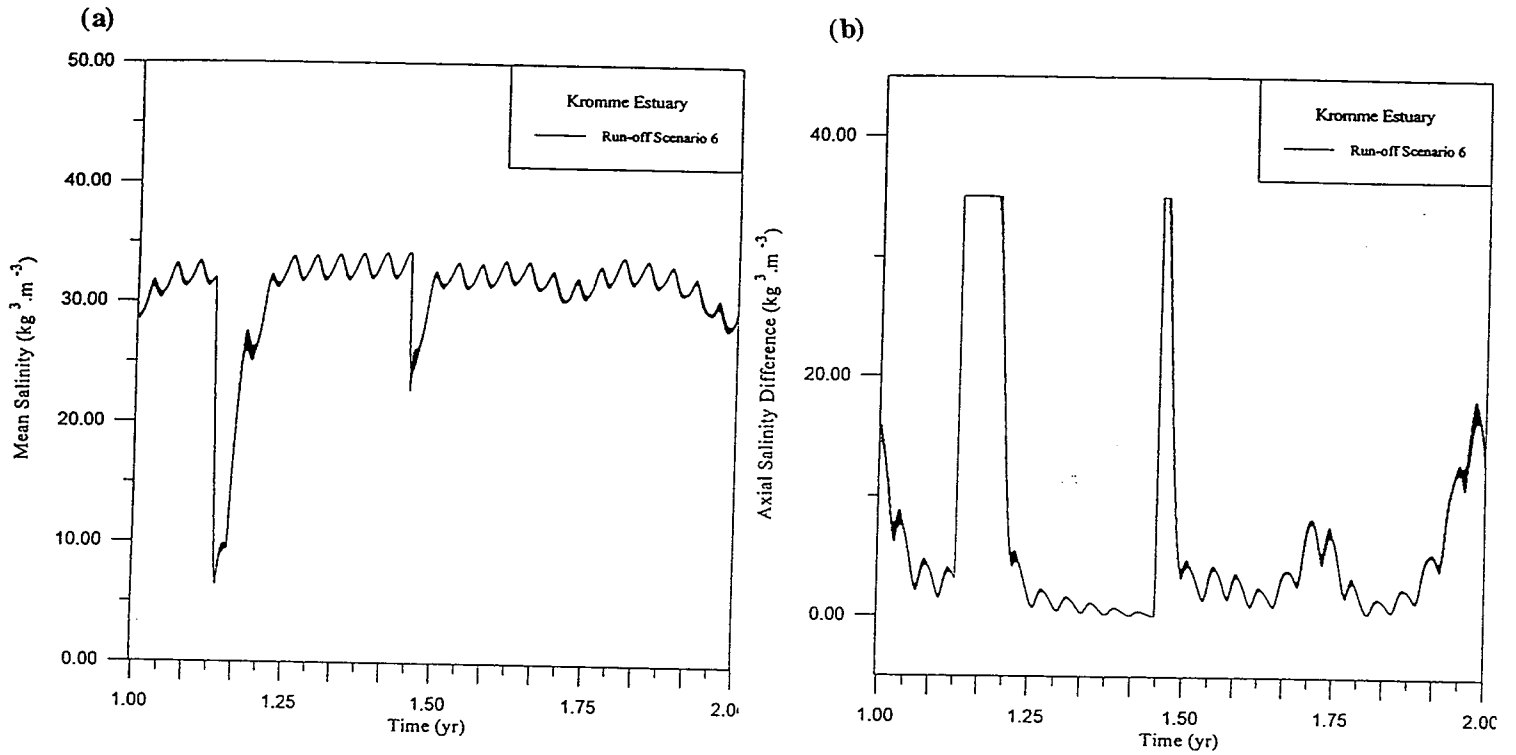 (a)
50.00
40.00
30.00
20.00
10.00
0.00
Mean Salinity (kg 3 .m -3)
Kromme Estuary
Run-off Scenario 6
1.00
1.25
1.50
1.75
Time (yr)
(b)
40.00
20.00
0.00
Axial Salinity Difference (kg 3 .m -3)
Kromme Estuary
Run-off Scenario 6
1.00
1.25
1.50
1.75
Time (yr)